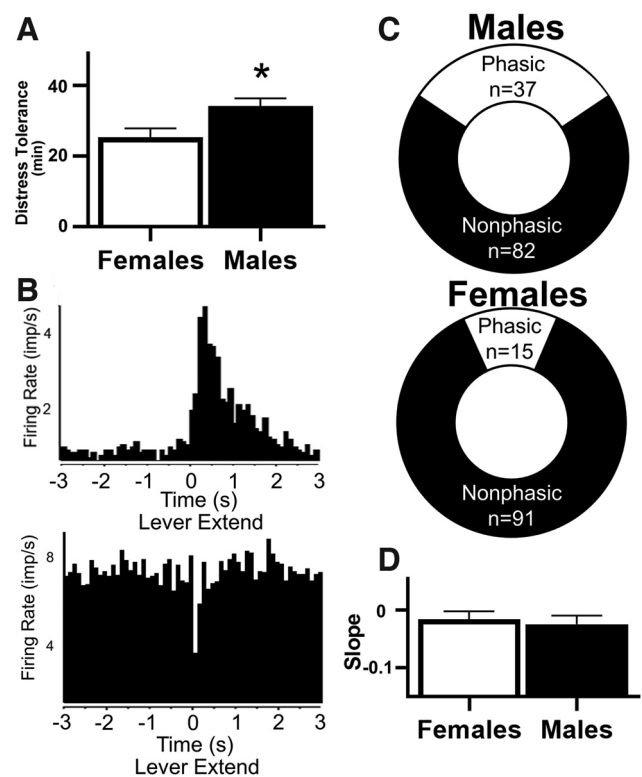 A
Distress Tolerance
(min)
40
20
0
*
Females Males
B
Firing Rate (imp/s)
4
2
-3 -2 -1 0 1 2 3
Time (s)
Lever Extend
Firing Rate (imp/s)
8
4
-3 -2 -1 0 1 2 3
Time (s)
Lever Extend
C
Males
Phasic
n=37
Nonphasic
n=82
Females
Phasic
n=15
Nonphasic
n=91
D
Slope
0
-0.1
Females Males